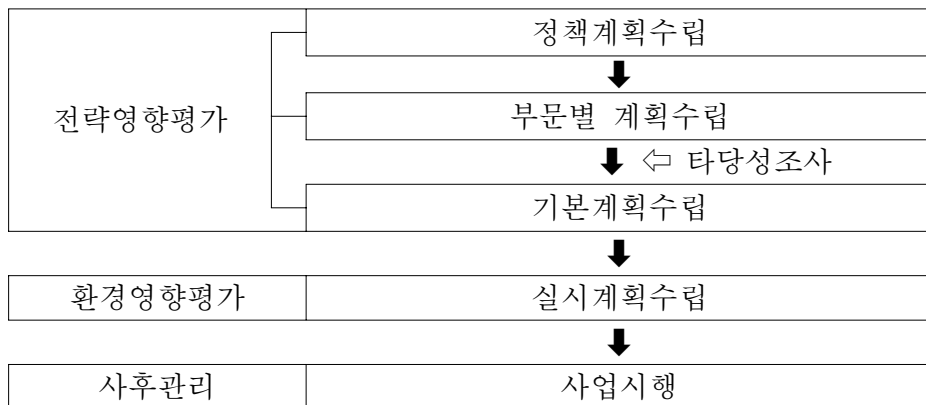 정책계획수립
전략영향평가
부문별 계획수립
타당성조사
기본계획수립
환경영향평가
실시계획수립
사후관리
사업시행